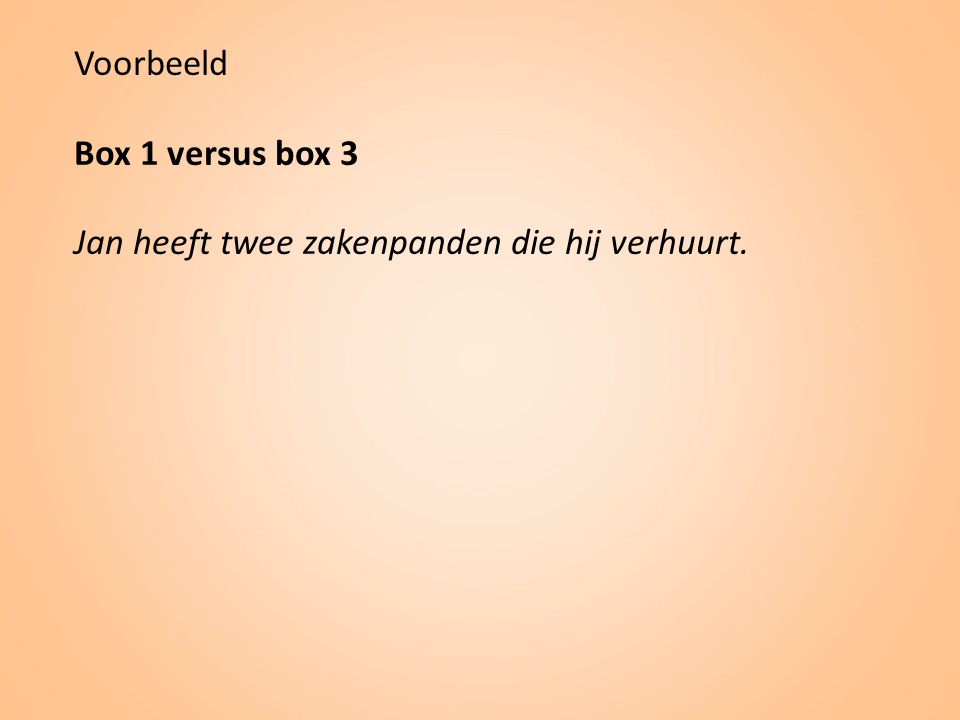 Voorbeeld
Box 1 versus box 3
Jan heeft twee zakenpanden die hij verhuurt.